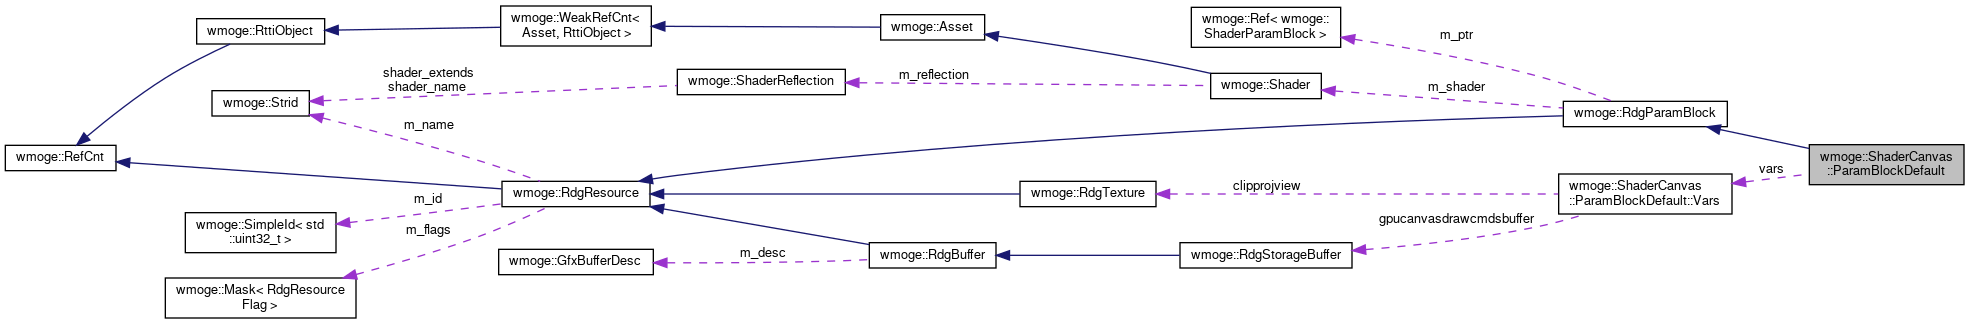 wmoge::RttiObject
wmoge::WeakRefCnt<
Asset, RttiObject >
wmoge::Asset
wmoge::Ref< wmoge::
ShaderParamBlock >
m_ptr
shader_extends
shader_name
wmoge::ShaderReflection
m_reflection
wmoge::Shader
m_shader
wmoge::Strid
m_name
wmoge::RdgParamBlock
wmoge::RefCnt
wmoge::ShaderCanvas
::ParamBlockDefault
vars
wmoge::RdgResource
wmoge::RdgTexture
clipprojview
wmoge::ShaderCanvas
::ParamBlockDefault::Vars
m_id
wmoge::SimpleId< std
::uint32_t >
m_flags
gpucanvasdrawcmdsbuffer
wmoge::GfxBufferDesc
m_desc
wmoge::RdgBuffer
wmoge::RdgStorageBuffer
wmoge::Mask< RdgResource
Flag >